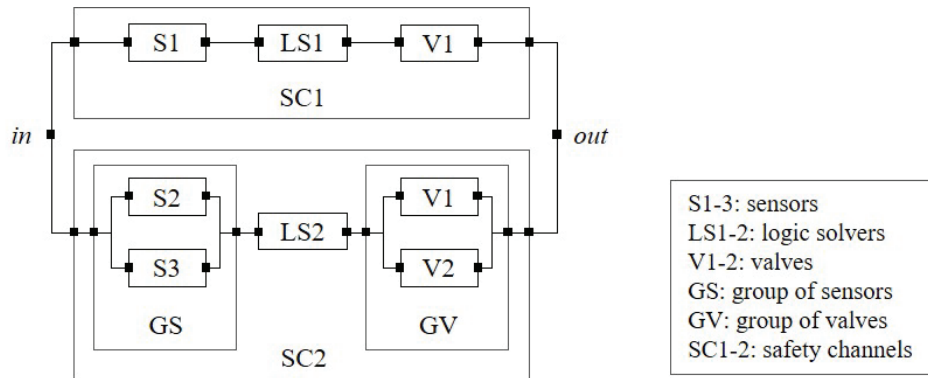 S1 LS1 V1
SC1
in out
S2 V1
LS2
S3 V2
GS GV
SC2
S1-3: sensors
LS1-2: logic solvers
V1-2: valves
GS: group of sensors
GV: group of valves
SC1-2: safety channels